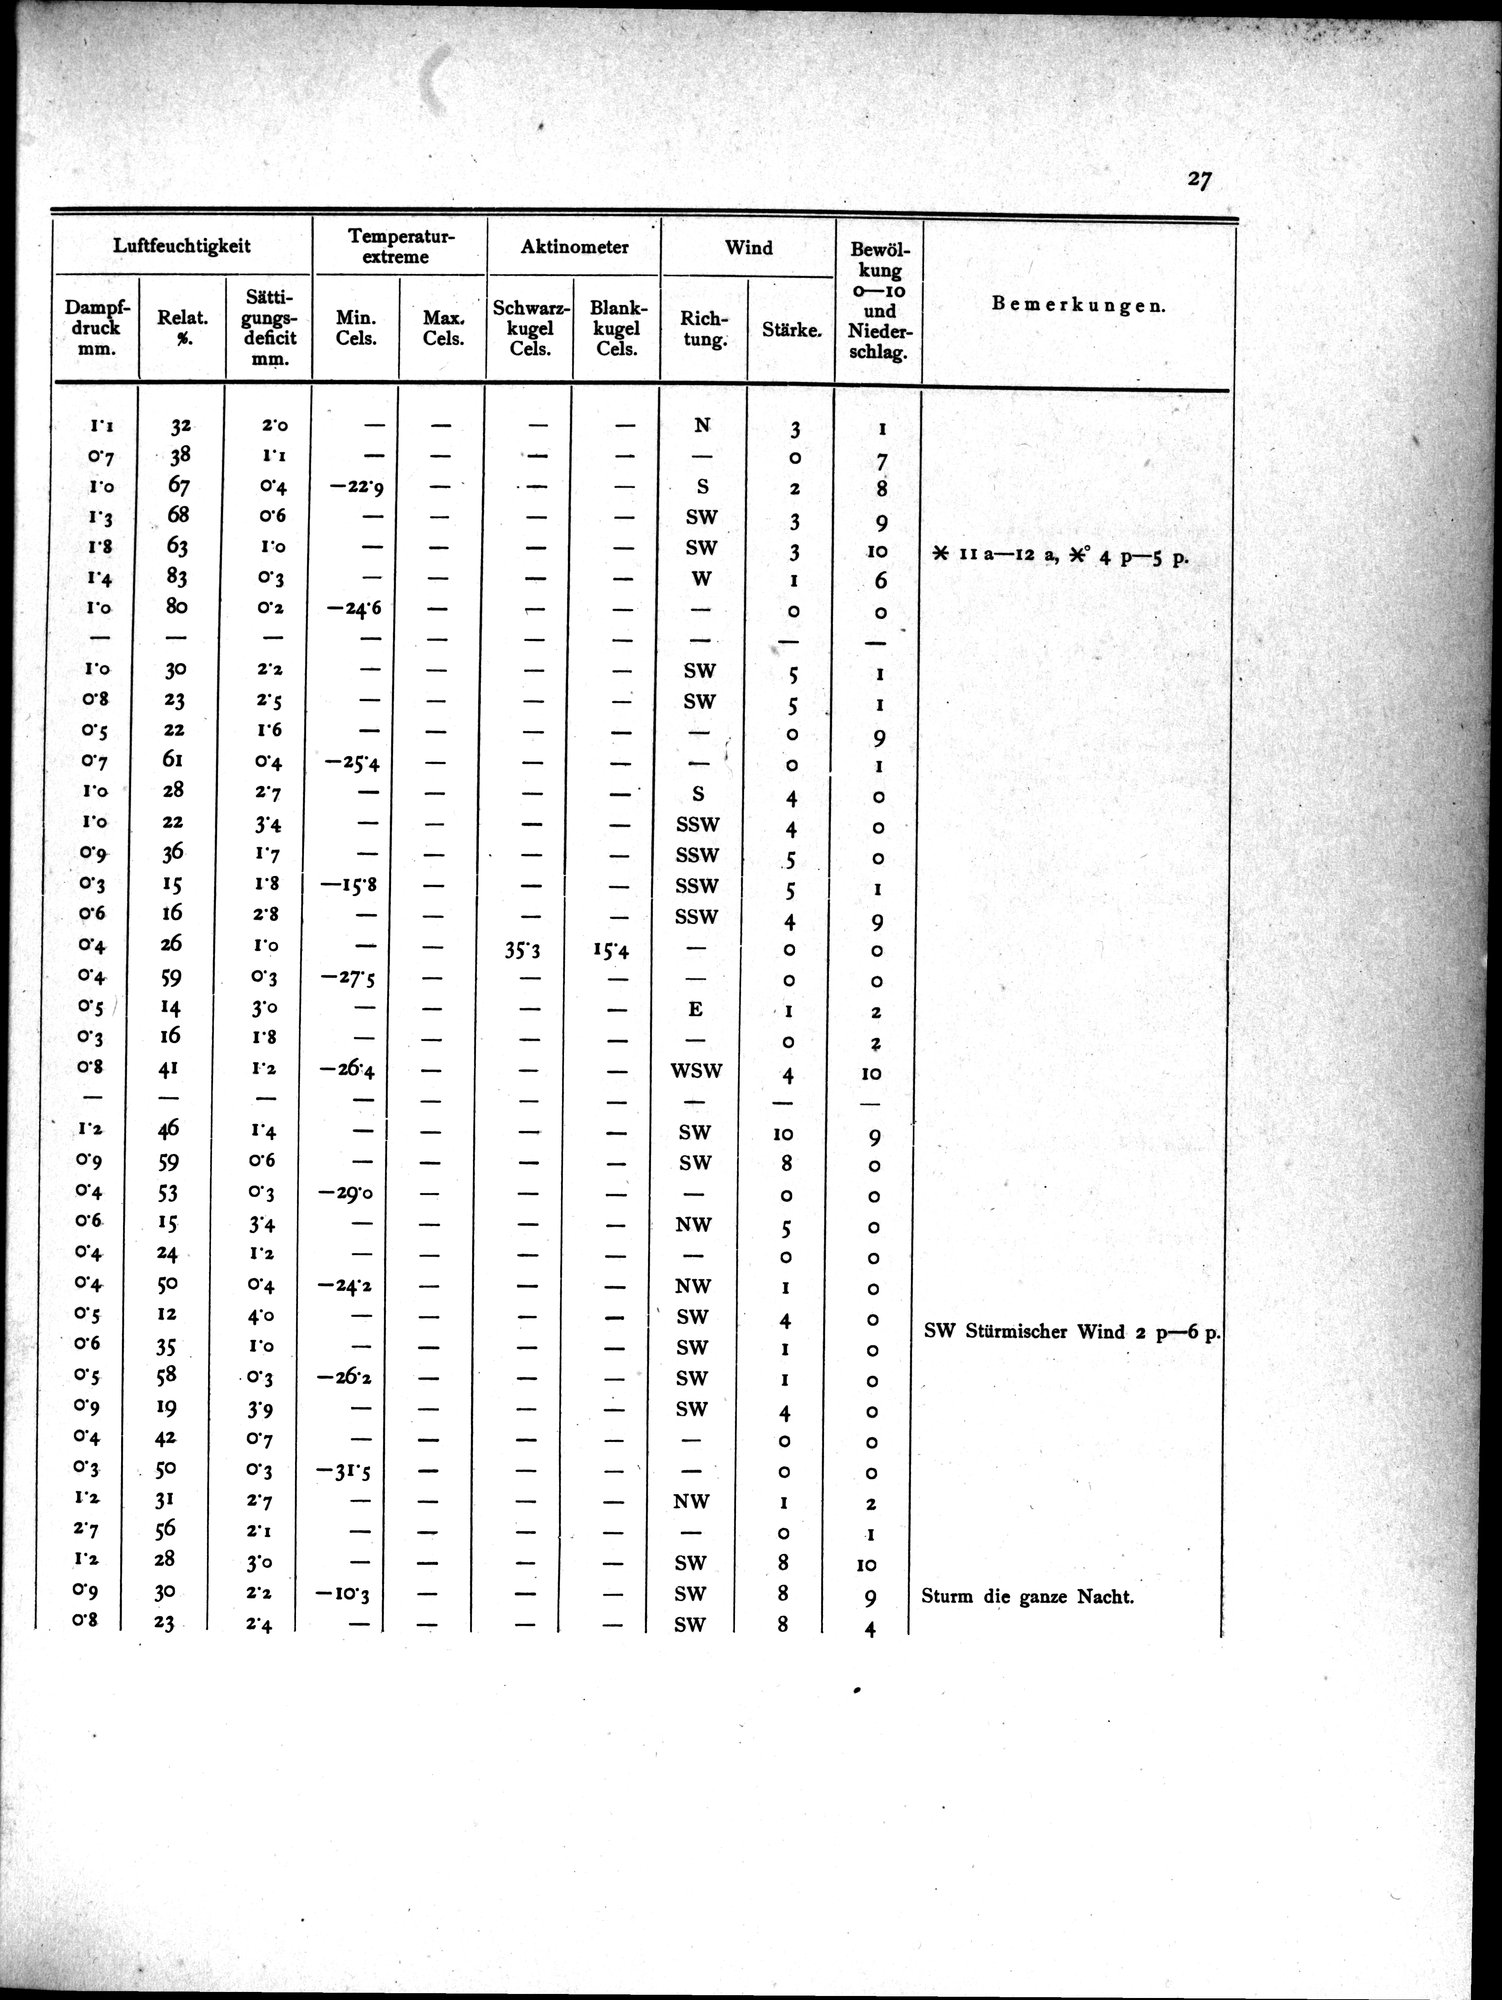 27
Luftfeuchtigkeit | Temperatur-extreme | Aktinometer | Wind | Bewöl-kung 0—10 und Nieder-schlag. | Bemerkungen.
Dampf-druck mm. | Relat. %. | Sätti-gungs-deficit mm. | Min. Cels. | Max. Cels. | Schwarz-kugel Cels. | Blank-kugel Cels. | Rich-tung. | Stärke.
1·1 | 32 | 2·0 | — | — | — | — | N | 3 | 1
0·7 | 38 | 1·1 | — | — | — | — | — | 0 | 7
1·0 | 67 | 0·4 | —22·9 | — | — | — | S | 2 | 8
1·3 | 68 | 0·6 | — | — | — | — | SW | 3 | 9
1·8 | 63 | 1·0 | — | — | — | — | SW | 3 | 10 | ⚹ 11 a—12 a, ⚹° 4 p—5 p.
1·4 | 83 | 0·3 | — | — | — | — | W | 1 | 6
1·0 | 80 | 0·2 | —24·6 | — | — | — | — | 0 | 0
— | — | — | — | — | — | — | — | — | —
1·0 | 30 | 2·2 | — | — | — | — | SW | 5 | 1
0·8 | 23 | 2·5 | — | — | — | — | SW | 5 | 1
0·5 | 22 | 1·6 | — | — | — | — | — | 0 | 9
0·7 | 61 | 0·4 | —25·4 | — | — | — | — | 0 | 1
1·0 | 28 | 2·7 | — | — | — | — | S | 4 | 0
1·0 | 22 | 3·4 | — | — | — | — | SSW | 4 | 0
0·9 | 36 | 1·7 | — | — | — | — | SSW | 5 | 0
0·3 | 15 | 1·8 | —15·8 | — | — | — | SSW | 5 | 1
0·6 | 16 | 2·8 | — | — | — | — | SSW | 4 | 9
0·4 | 26 | 1·0 | — | — | 35·3 | 15·4 | — | 0 | 0
0·4 | 59 | 0·3 | —27·5 | — | — | — | — | 0 | 0
0·5 | 14 | 3·0 | — | — | — | — | E | 1 | 2
0·3 | 16 | 1·8 | — | — | — | — | — | 0 | 2
0·8 | 41 | 1·2 | —26·4 | — | — | — | WSW | 4 | 10
— | — | — | — | — | — | — | — | — | —
1·2 | 46 | 1·4 | — | — | — | — | SW | 10 | 9
0·9 | 59 | 0·6 | — | — | — | — | SW | 8 | 0
0·4 | 53 | 0·3 | —29·0 | — | — | — | — | 0 | 0
0·6 | 15 | 3·4 | — | — | — | — | NW | 5 | 0
0·4 | 24 | 1·2 | — | — | — | — | — | 0 | 0
0·4 | 50 | 0·4 | —24·2 | — | — | — | NW | 1 | 0
0·5 | 12 | 4·0 | — | — | — | — | SW | 4 | 0 | SW Stürmischer Wind 2 p—6 p.
0·6 | 35 | 1·0 | — | — | — | — | SW | 1 | 0
0·5 | 58 | 0·3 | —26·2 | — | — | — | SW | 1 | 0
0·9 | 19 | 3·9 | — | — | — | — | SW | 4 | 0
0·4 | 42 | 0·7 | — | — | — | — | — | 0 | 0
0·3 | 50 | 0·3 | —31·5 | — | — | — | — | 0 | 0
1·2 | 31 | 2·7 | — | — | — | — | NW | 1 | 2
2·7 | 56 | 2·1 | — | — | — | — | — | 0 | 1
1·2 | 28 | 3·0 | — | — | — | — | SW | 8 | 10
0·9 | 30 | 2·2 | —10·3 | — | — | — | SW | 8 | 9 | Sturm die ganze Nacht.
0·8 | 23 | 2·4 | — | — | — | — | SW | 8 | 4